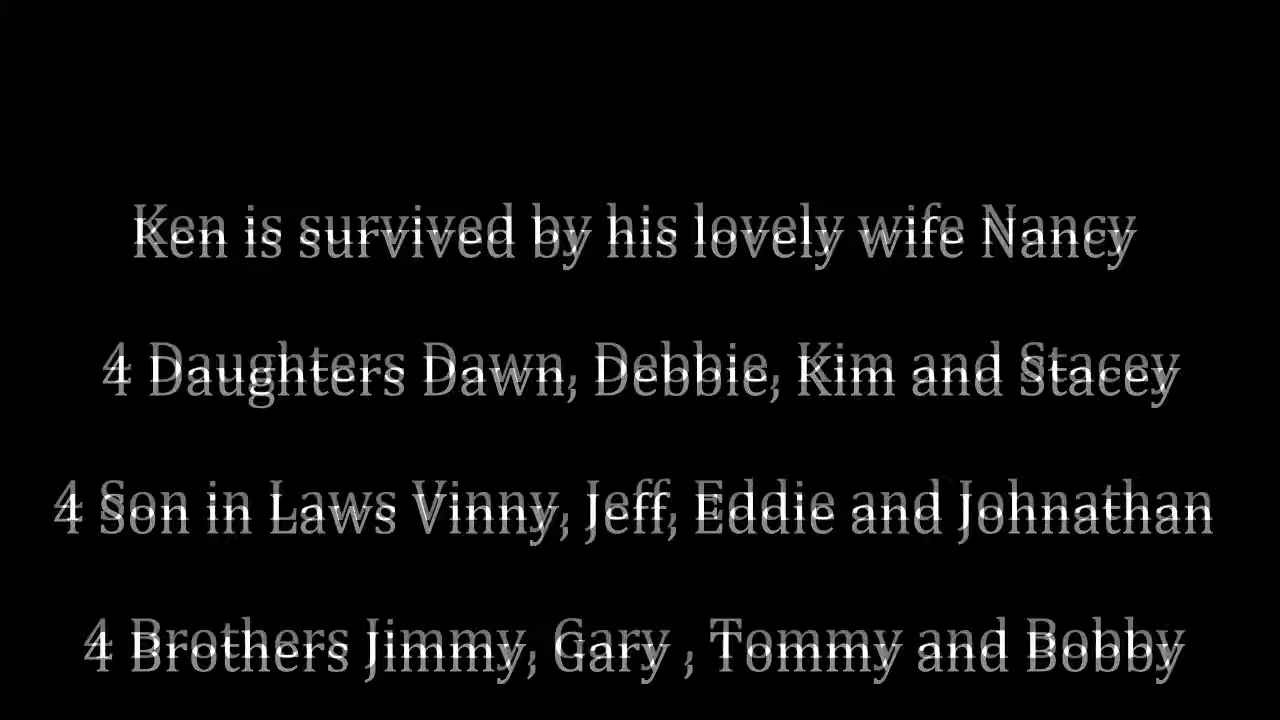 Ken is survived by his lovely wife Nancy
4 Daughters Dawn, Debbie, Kim and Stacey
4 Son in Laws Vinny, Jeff, Eddie and Johnathan
4 Brothers Jimmy, Gary , Tommy and Bobby